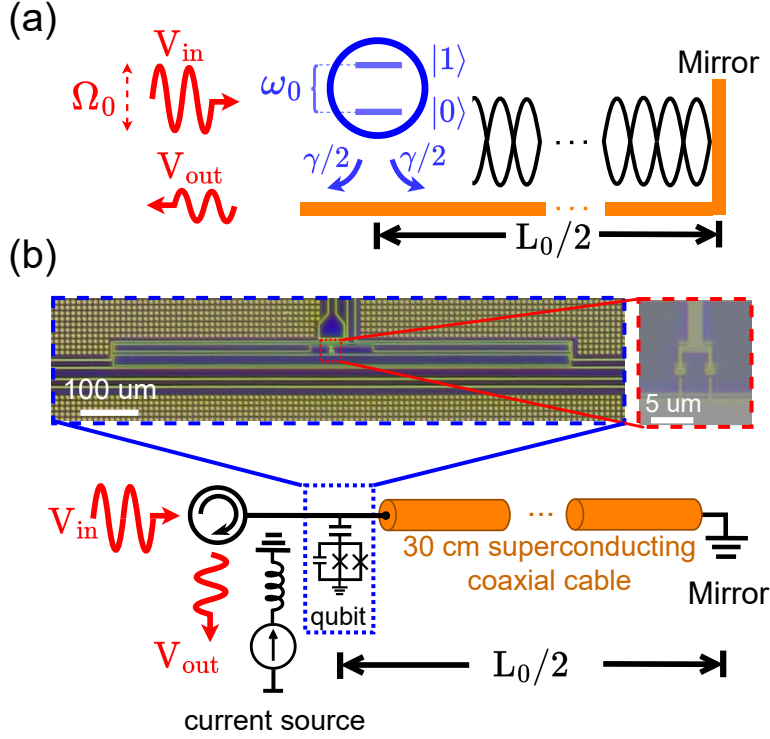 (a)
V_in
Ω_0
V_out
ω_0
|1⟩
|0⟩
γ/2
γ/2
Mirror
...
...
L_0/2
(b)
100 um
5 um
V_in
...
30 cm superconducting
coaxial cable
Mirror
qubit
V_out
L_0/2
current source